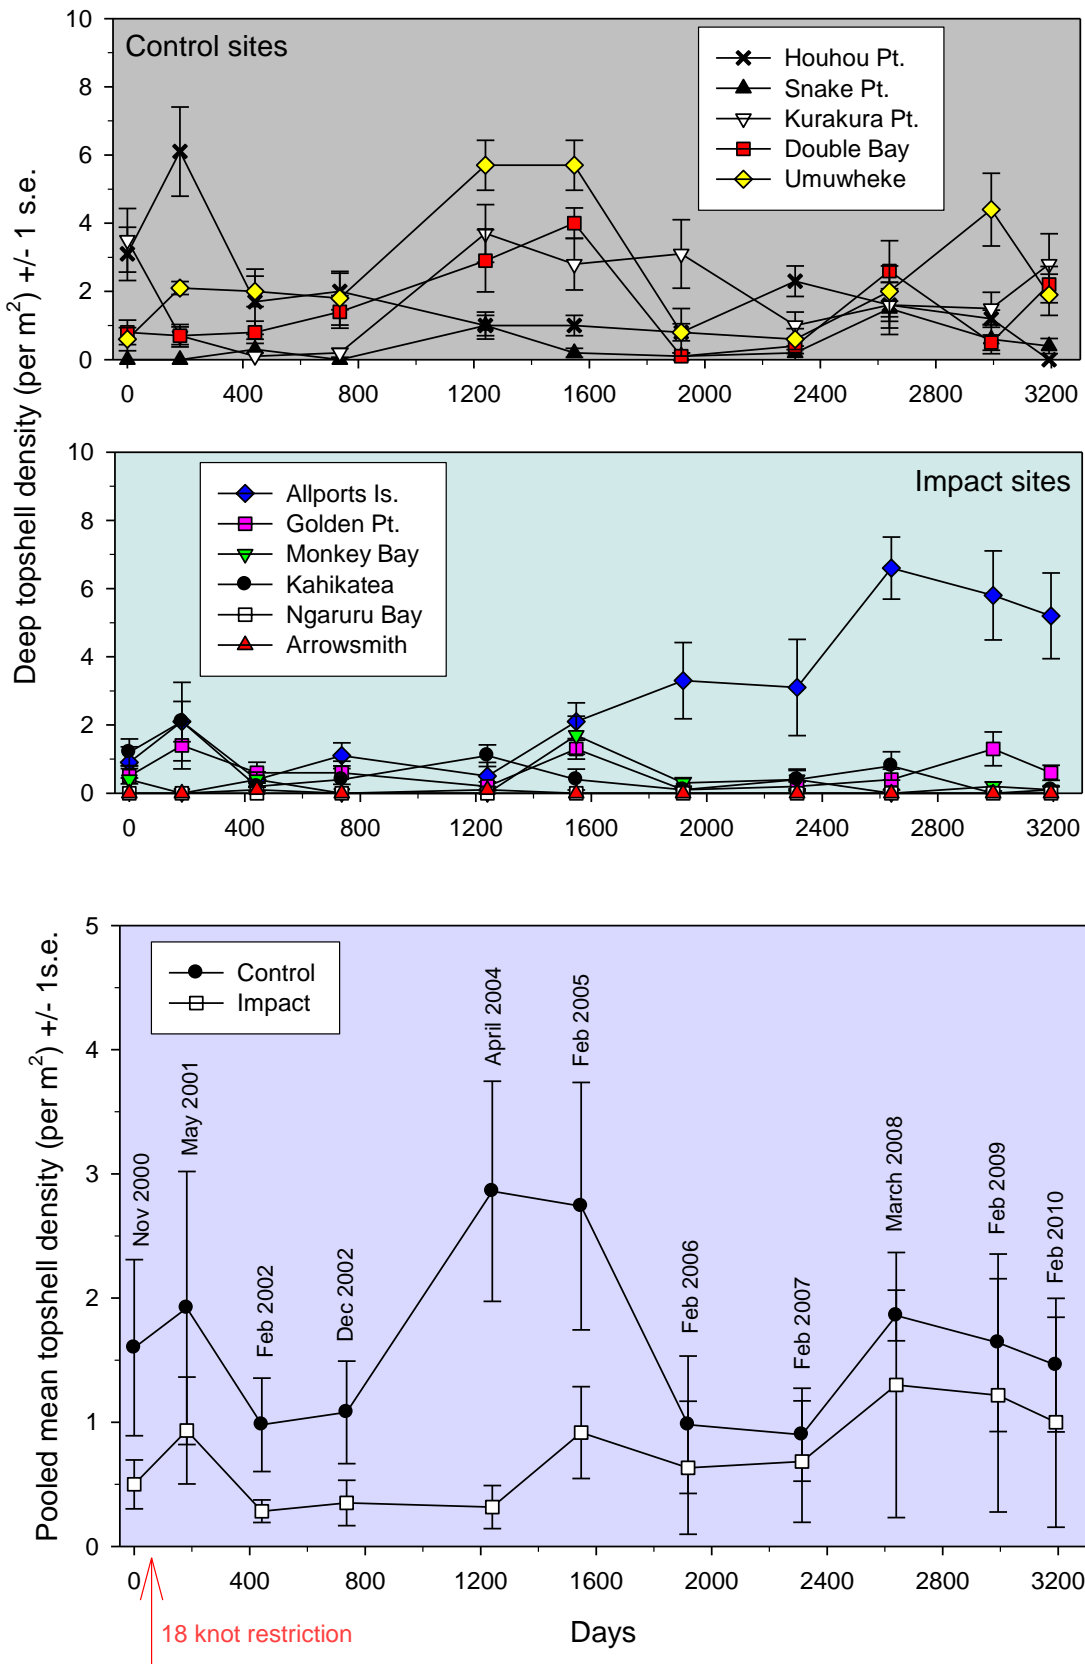 Control sites
Houhou Pt.
Snake Pt.
Kurakura Pt.
Double Bay
Umuwheke
10
8
6
4
2
0
0 400 800 1200 1600 2000 2400 2800 3200
Deep topshell density (per m2) +/- 1 s.e.
Impact sites
Allports Is.
Golden Pt.
Monkey Bay
Kahikatea
Ngaruru Bay
Arrowsmith
10
8
6
4
2
0
0 400 800 1200 1600 2000 2400 2800 3200
Pooled mean topshell density (per m2) +/- 1s.e.
Control
Impact
5
4
3
2
1
0
Nov 2000
May 2001
Feb 2002
Dec 2002
April 2004
Feb 2005
Feb 2006
Feb 2007
March 2008
Feb 2009
Feb 2010
0 400 800 1200 1600 2000 2400 2800 3200
18 knot restriction
Days